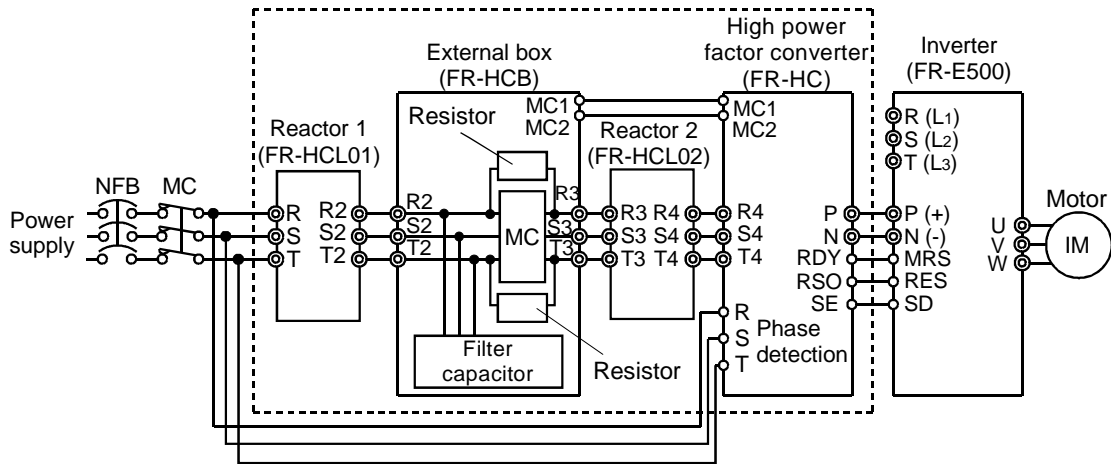 High power
factor converter
(FR-HC)
External box
(FR-HCB)
Inverter
(FR-E500)
MC1
MC2
MC1
MC2
R (L1)
S (L2)
T (L3)
Resistor
Reactor 1
(FR-HCL01)
Reactor 2
(FR-HCL02)
NFB
MC
Motor
Power
supply
R
S
T
R2
S2
T2
R2
S2
T2
MC
R3
S3
T3
R3
S3
T3
R4
S4
T4
R4
S4
T4
P
N
RDY
RSO
SE
P (+)
N (-)
MRS
RES
SD
U
V
W
IM
R
S
T
Phase
detection
Filter
capacitor
Resistor